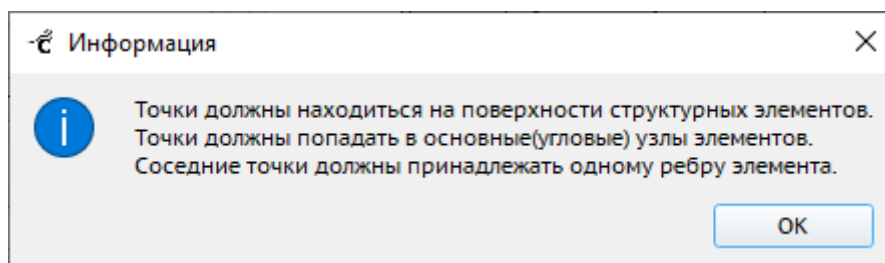 Информация
Точки должны находиться на поверхности структурных элементов.
Точки должны попадать в основные(угловые) узлы элементов.
Соседние точки должны принадлежать одному ребру элемента.
OK